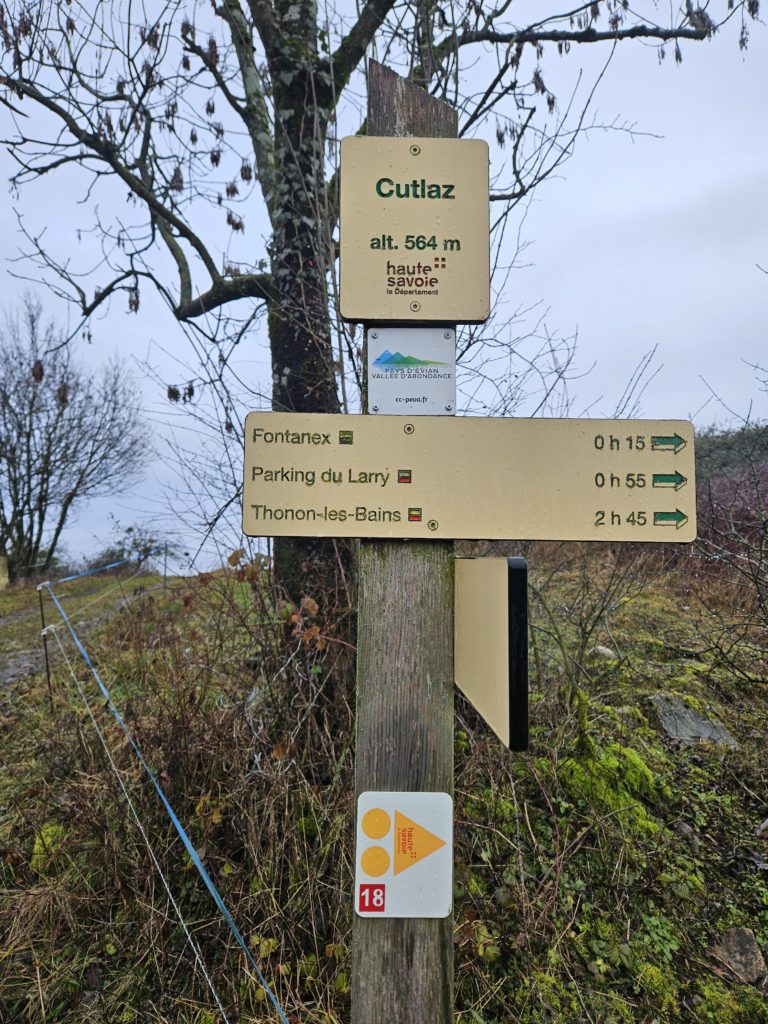 Cutlaz
alt. 564 m
haute
savoie
le Département
PAYS D'ÉVIAN
VALLÉE D'ABONDANCE
cc-peva.fr
Fontanex 0 h 15
Parking du Larry 0 h 55
Thonon-les-Bains 2 h 45
haute
savoie
18